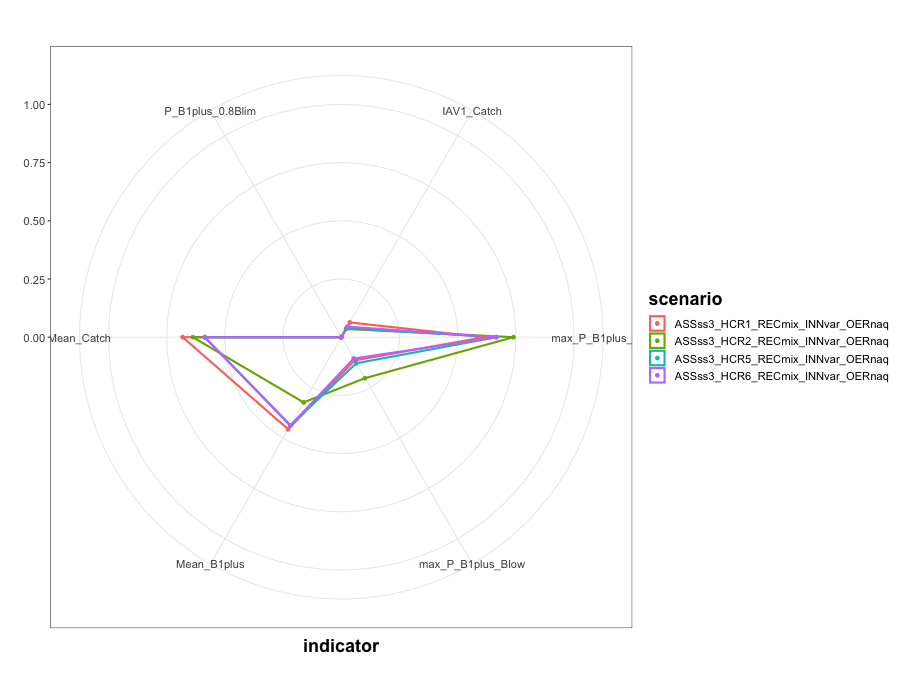 1.00
0.75
0.50
0.25
0.00
P_B1plus_0.8Blim
IAV1_Catch
Mean_Catch
max_P_B1plus_
Mean_B1plus
max_P_B1plus_Blow
indicator
scenario
ASSss3_HCR1_RECmix_INNvar_OERnaq
ASSss3_HCR2_RECmix_INNvar_OERnaq
ASSss3_HCR5_RECmix_INNvar_OERnaq
ASSss3_HCR6_RECmix_INNvar_OERnaq